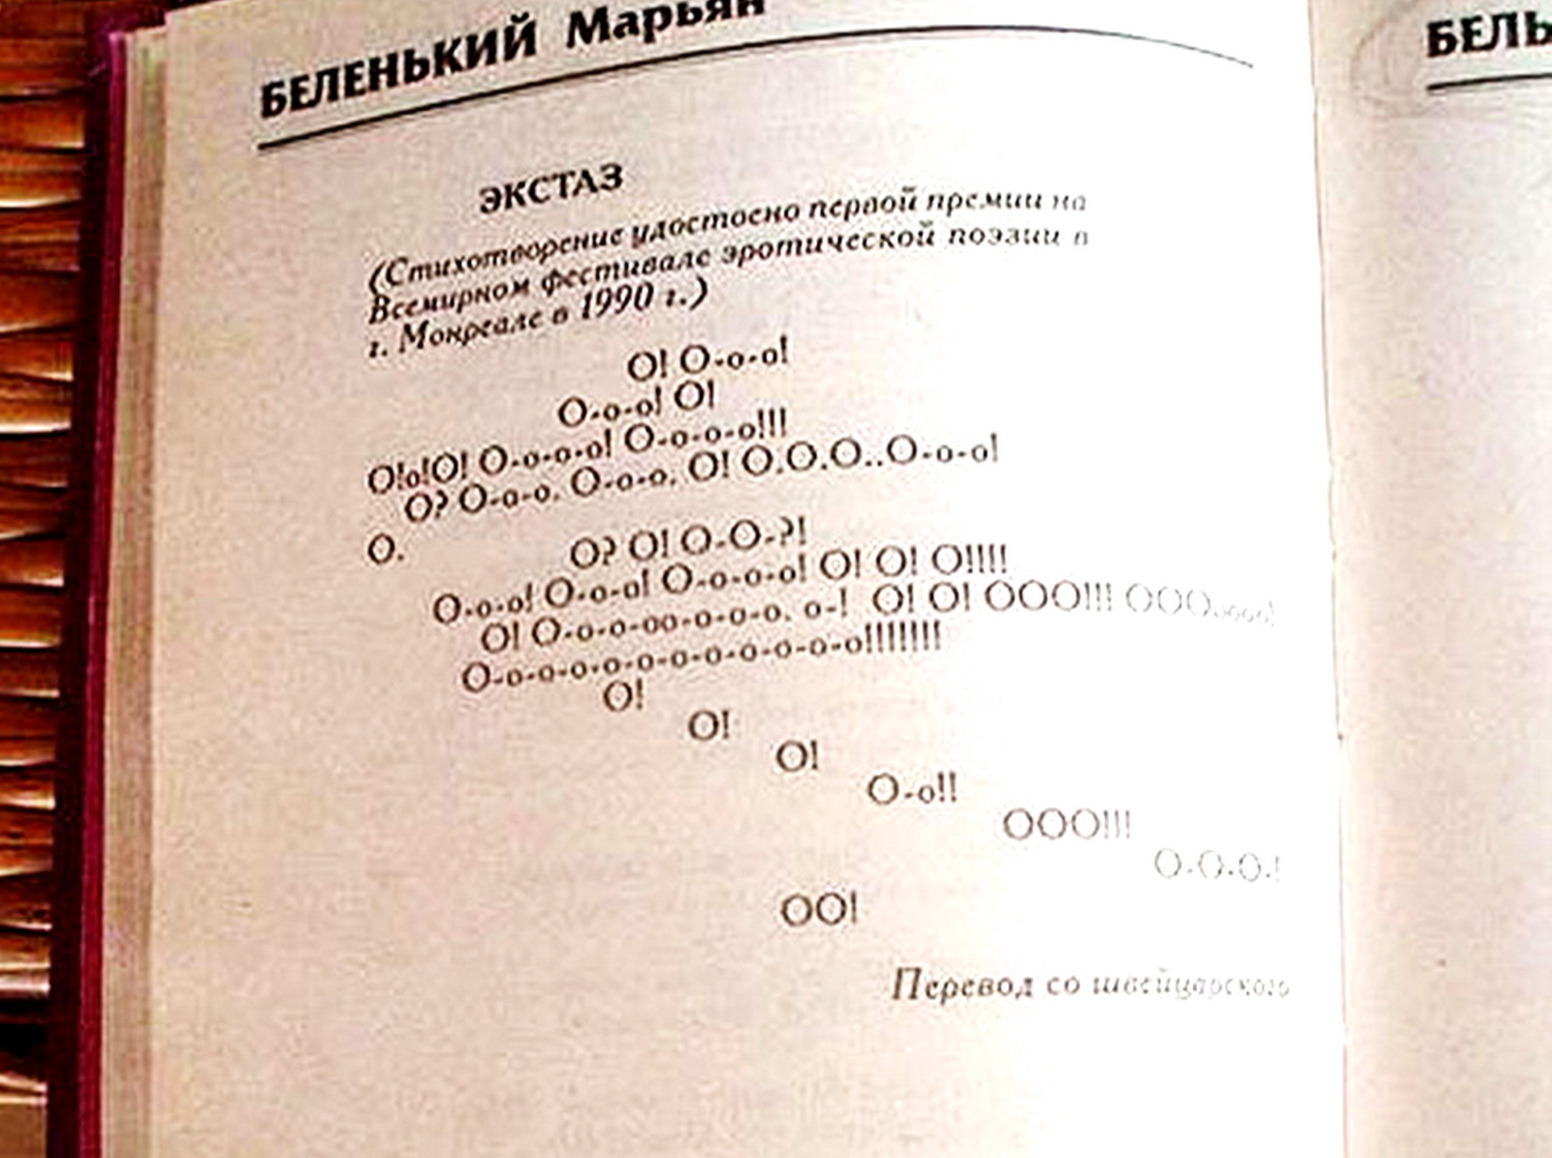 БЕЛЕНЬКИЙ Марьян
БЕЛЬ
ЭКСТАЗ
(Стихотворение удостоено первой премии на
Всемирном фестивале эротической поэзии в
г. Монреале в 1990 г.)
О! О-о-о!
О-о-о! О!
О!о!О! О-о-о-о! О-о-о-о!!!
О? О-о-о. О-о-о. О! О.О.О..О-о-о!
О. О? О! О-О-?!
О-о-о! О-о-о! О-о-о-о! О! О! О!!!!
О! О-о-о-оо-о-о-о. о-! О! О! ООО!!! ОООоооо!
О-о-о-о-о-о-о-о-о-о-о-о!!!!!!!!
О!
О!
О!
О-о!!
ООО!!!
О-О-О-!
ОО!
Перевод со швейцарского